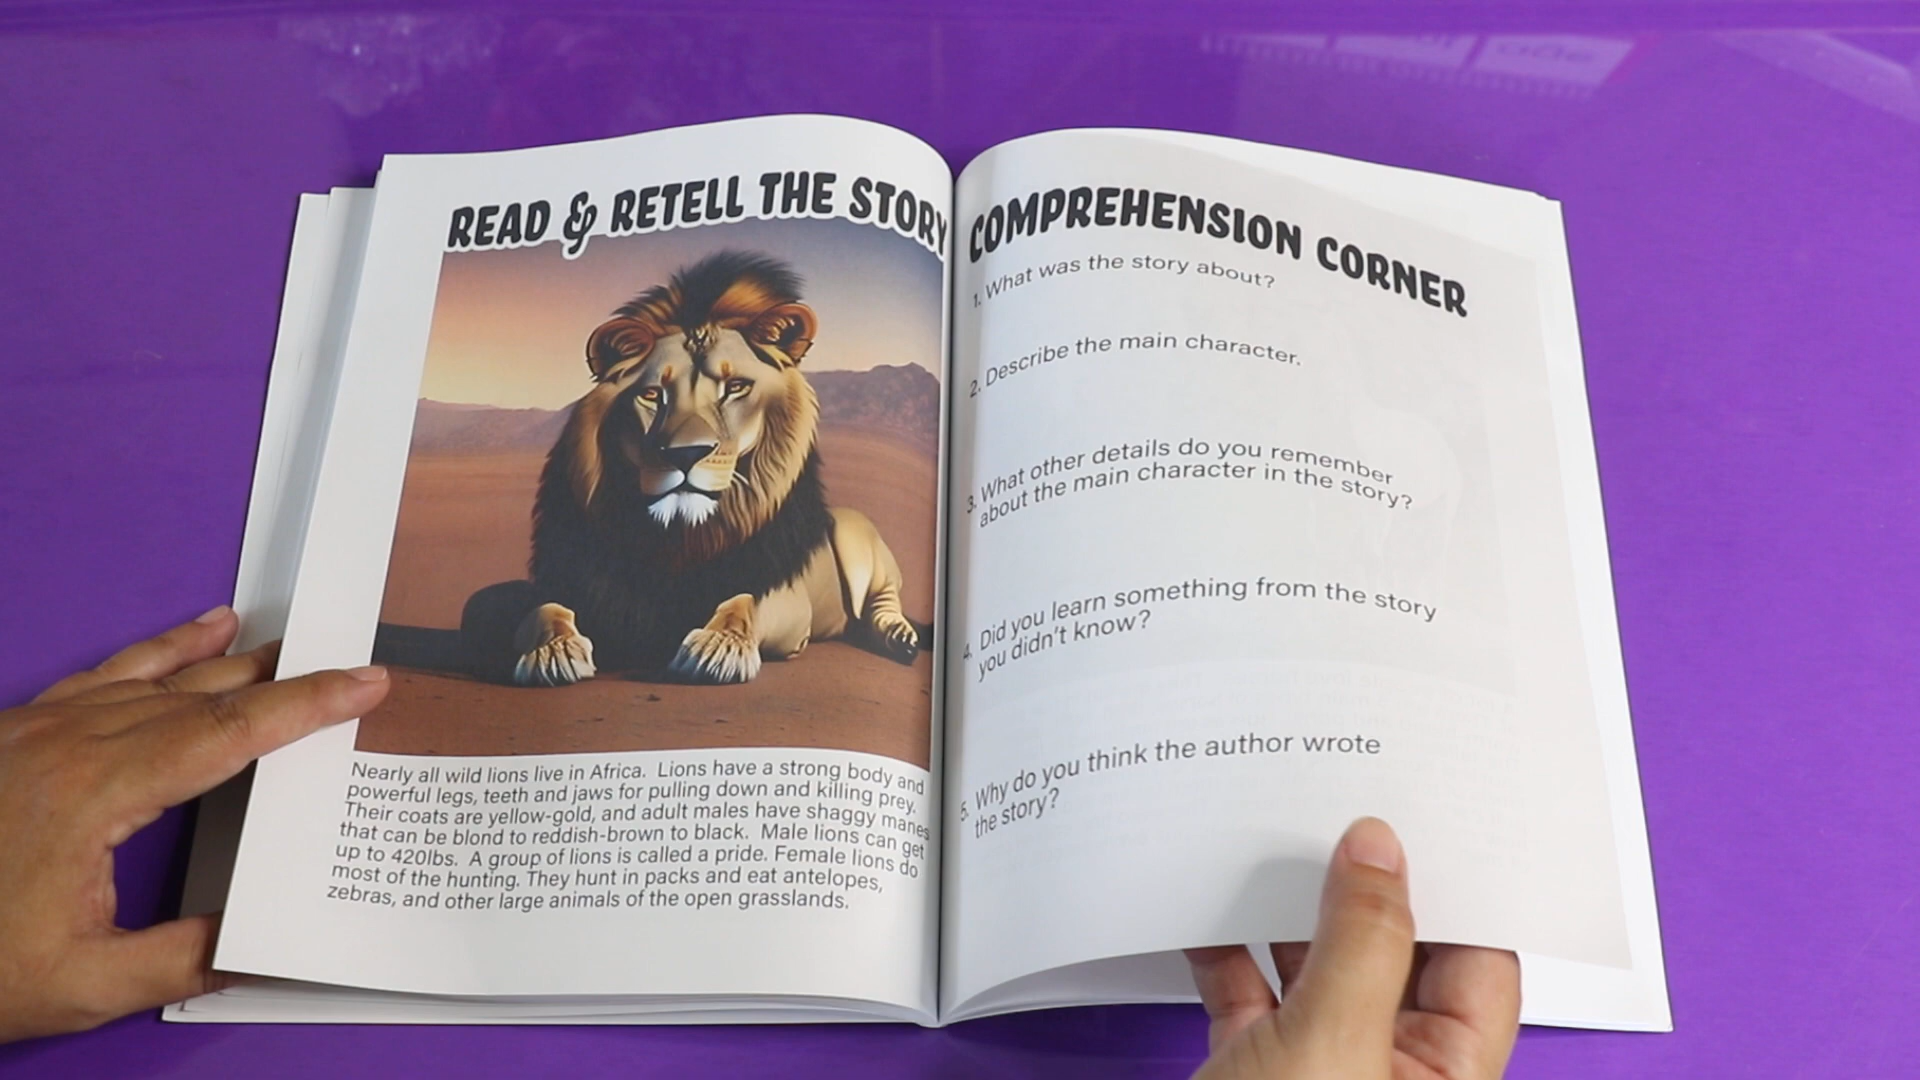 READ & RETELL THE STORY
Nearly all wild lions live in Africa. Lions have a strong body and
powerful legs, teeth and jaws for pulling down and killing prey.
Their coats are yellow-gold, and adult males have shaggy manes
that can be blond to reddish-brown to black. Male lions can get
up to 420lbs. A group of lions is called a pride. Female lions do
most of the hunting. They hunt in packs and eat antelopes,
zebras, and other large animals of the open grasslands.
COMPREHENSION CORNER
1. What was the story about?
2. Describe the main character.
3. What other details do you remember
about the main character in the story?
4. Did you learn something from the story
you didn't know?
5. Why do you think the author wrote
the story?